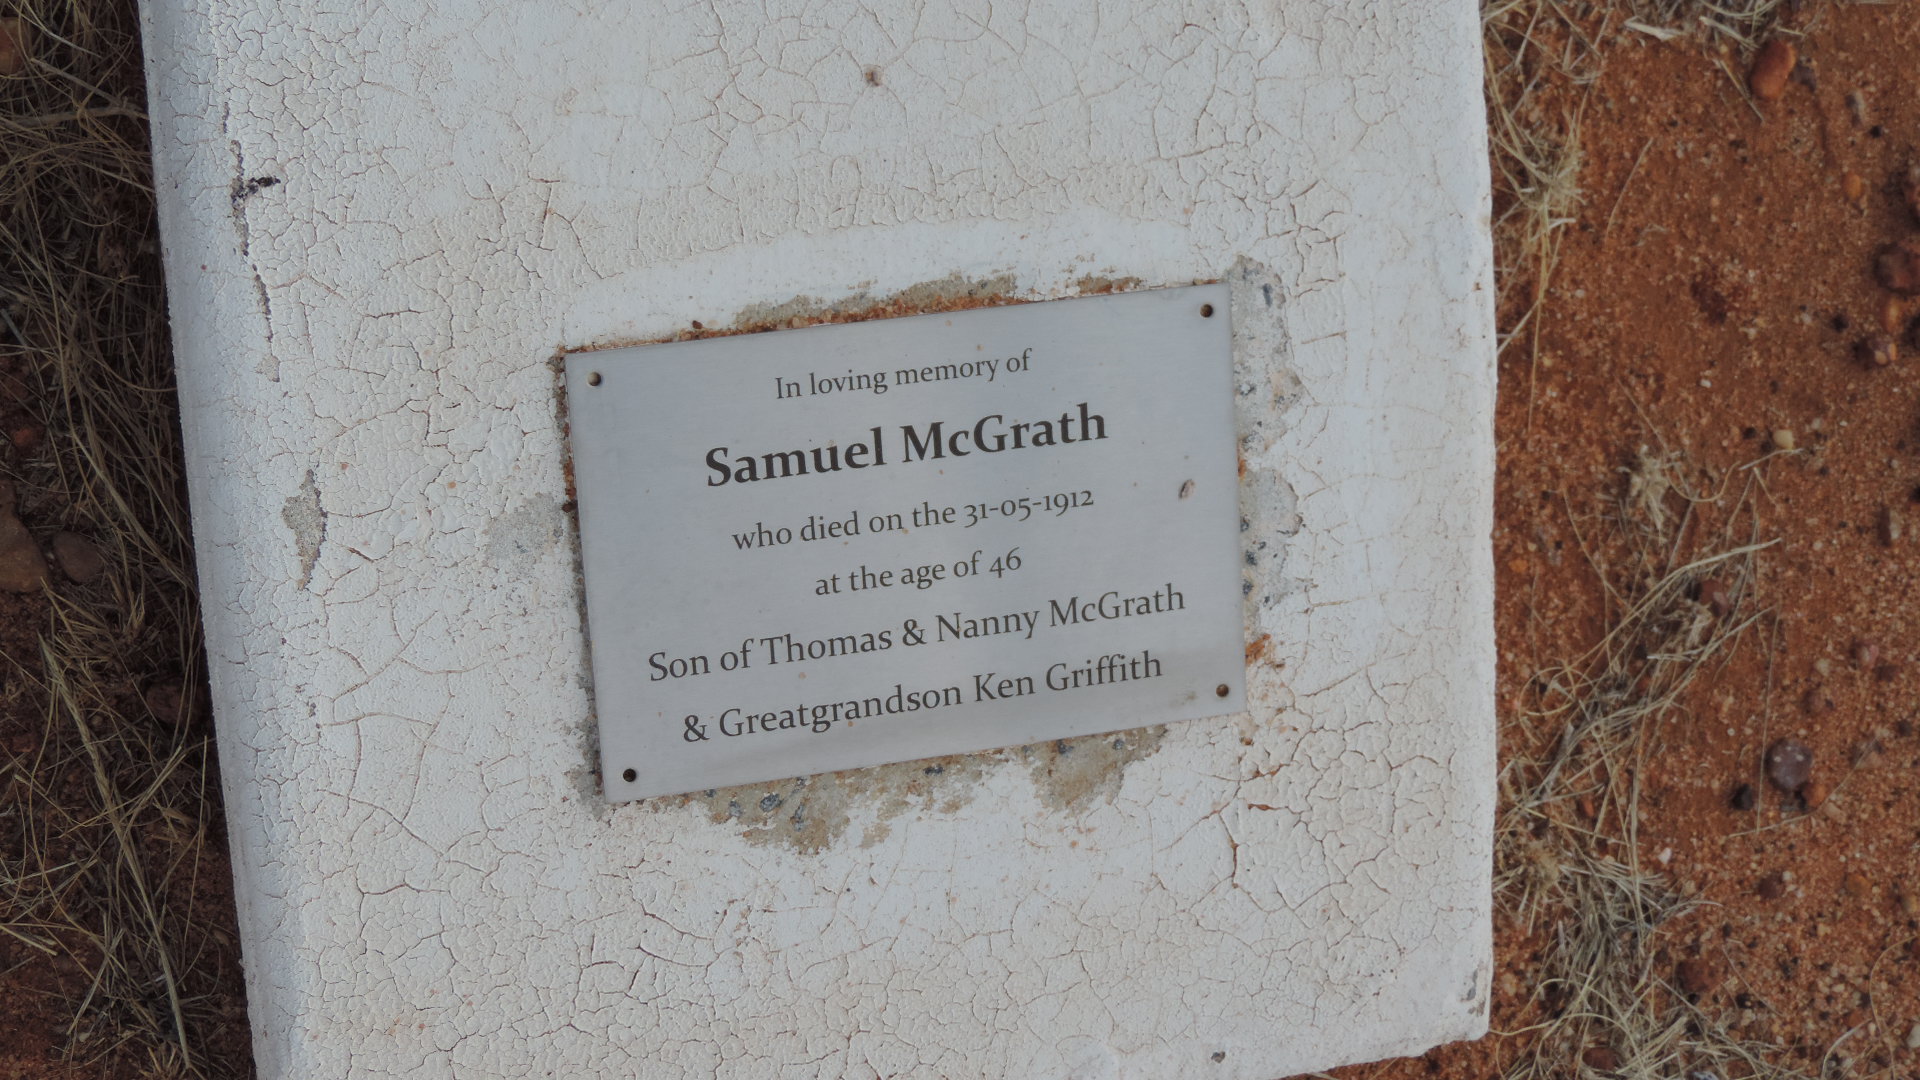 In loving memory of
Samuel McGrath
who died on the 31-05-1912
at the age of 46
Son of Thomas & Nanny McGrath
& Greatgrandson Ken Griffith